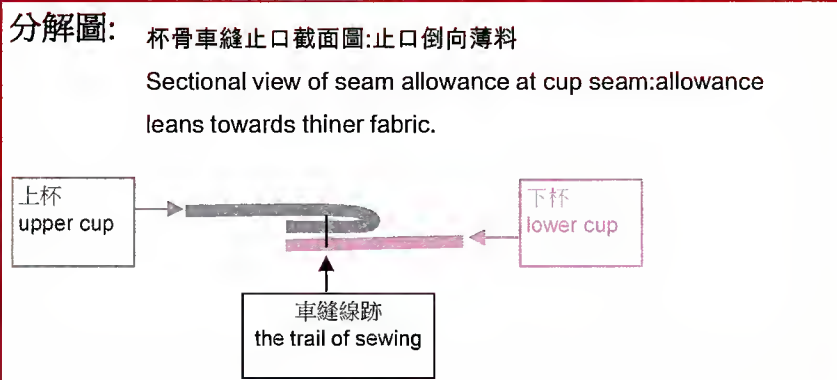 分解圖:
杯骨車縫止口截面圖:止口倒向薄料
Sectional view of seam allowance at cup seam:allowance
leans towards thiner fabric.
上杯
upper cup
下杯
lower cup
車縫線跡
the trail of sewing